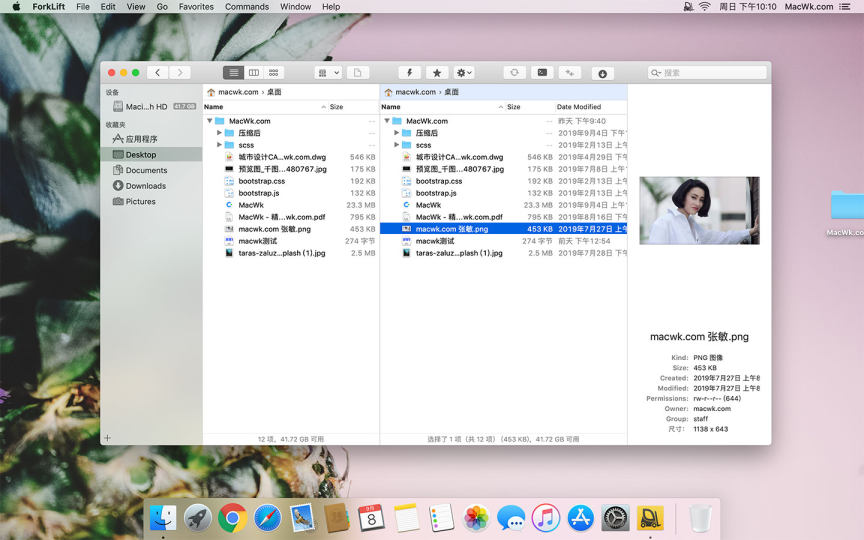 ForkLift File Edit View Go Favorites Commands Window Help 周日 下午10:10 MacWk.com
搜索
设备
Maci...h HD 41.7 GB
收藏夹
应用程序
Desktop
Documents
Downloads
Pictures
macwk.com › 桌面
Name Size
MacWk.com --
压缩后 --
scss --
城市设计CA...wk.com.dwg 546 KB
预览图_千图...480767.jpg 175 KB
bootstrap.css 192 KB
bootstrap.js 132 KB
MacWk 23.3 MB
MacWk - 精...wk.com.pdf 795 KB
macwk.com 张敏.png 453 KB
macwk测试 274 字节
taras-zaluz...plash (1).jpg 2.5 MB
12 项, 41.72 GB 可用
macwk.com › 桌面
Name Size Date Modified
MacWk.com -- 昨天 下午9:40
压缩后 -- 2019年9月4日 下午
scss -- 2019年2月13日 上
城市设计CA...wk.com.dwg 546 KB 2019年4月29日 下
预览图_千图...480767.jpg 175 KB 2019年7月8日 上午
bootstrap.css 192 KB 2019年2月13日 上
bootstrap.js 132 KB 2019年2月13日 上
MacWk 23.3 MB 2019年9月4日 下午
MacWk - 精...wk.com.pdf 795 KB 2019年8月16日 下
macwk.com 张敏.png 453 KB 2019年7月27日 上
macwk测试 274 字节 前天 下午12:54
taras-zaluz...plash (1).jpg 2.5 MB 2019年7月28日 下
选择了 1 项（共 12 项） (453 KB), 41.72 GB 可用
macwk.com 张敏.png
Kind: PNG 图像
Size: 453 KB
Created: 2019年7月27日 上午8
Modified: 2019年7月27日 上午8
Permissions: rw-r--r-- (644)
Owner: macwk.com
Group: staff
尺寸: 1138 x 643
MacWk.co
9月
8